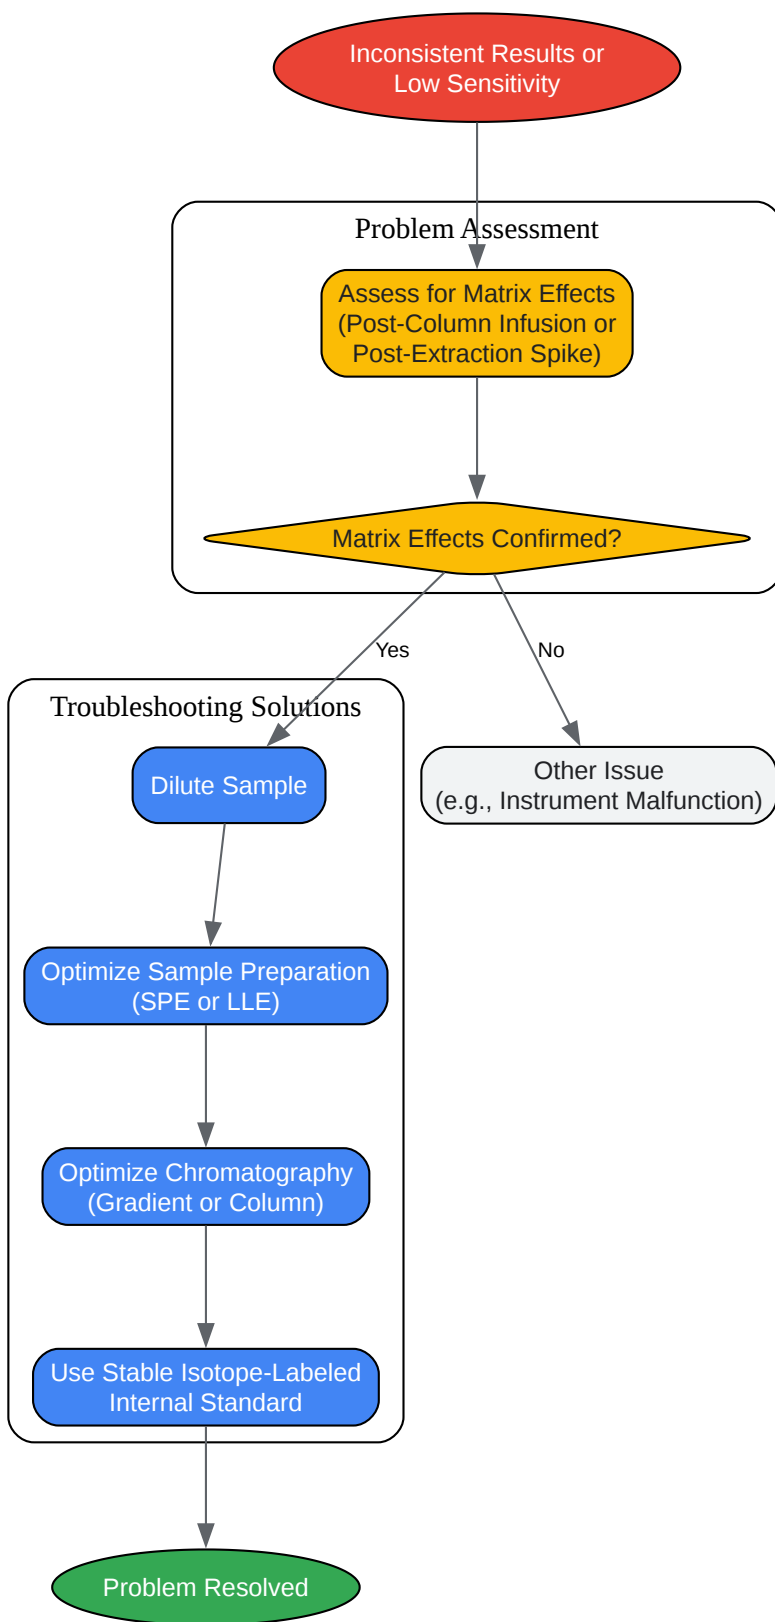 Inconsistent Results or
Low Sensitivity
Problem Assessment
Assess for Matrix Effects
(Post-Column Infusion or
Post-Extraction Spike)
Matrix Effects Confirmed?
Yes
No
Troubleshooting Solutions
Dilute Sample
Other Issue
(e.g., Instrument Malfunction)
Optimize Sample Preparation
(SPE or LLE)
Optimize Chromatography
(Gradient or Column)
Use Stable Isotope-Labeled
Internal Standard
Problem Resolved